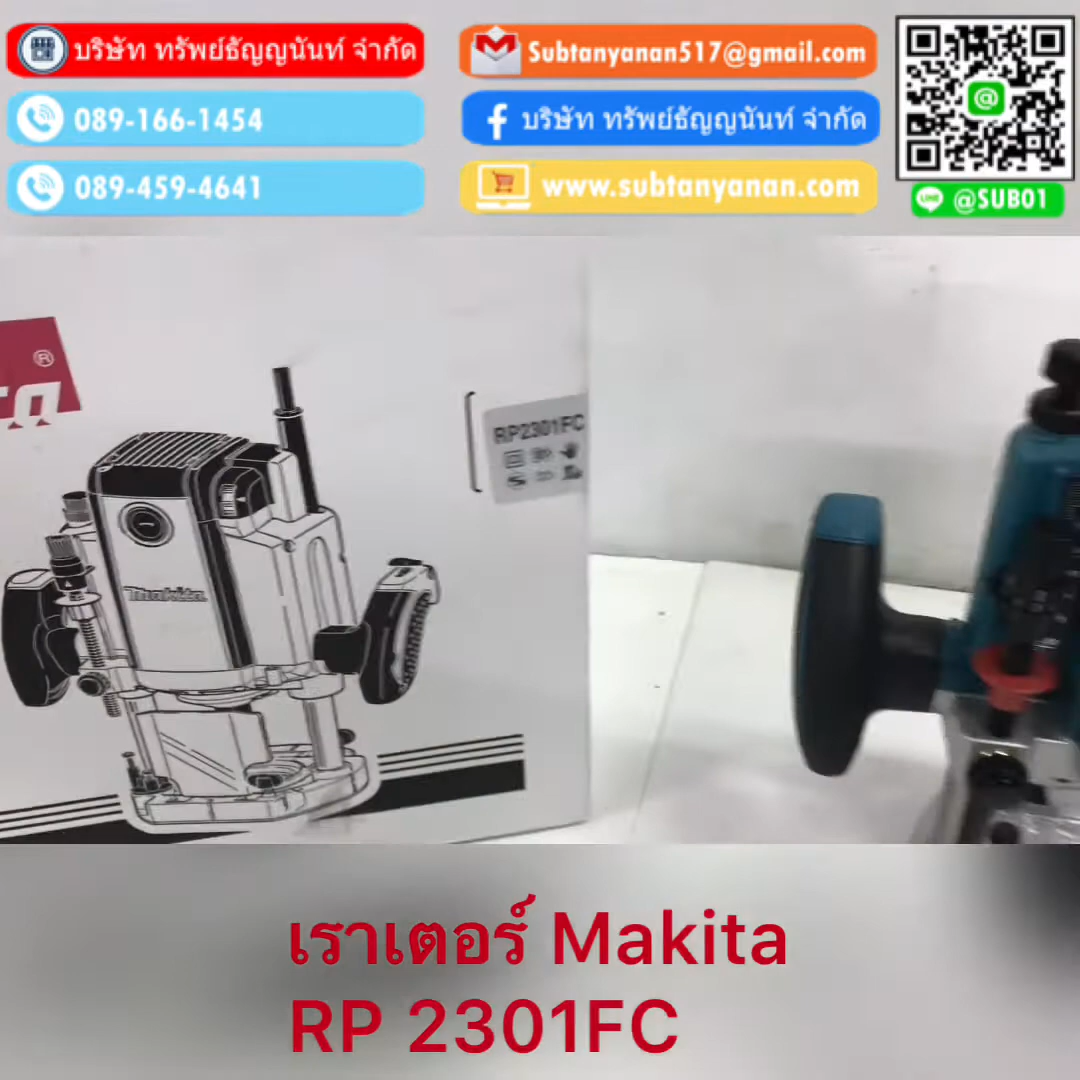 บริษัท ทรัพย์ธัญญนันท์ จำกัด
089-166-1454
089-459-4641
Subtanyanan517@gmail.com
บริษัท ทรัพย์ธัญญนันท์ จำกัด
www.subtanyanan.com
@SUB01
RP2301FC
makita
เราเตอร์ Makita
RP 2301FC